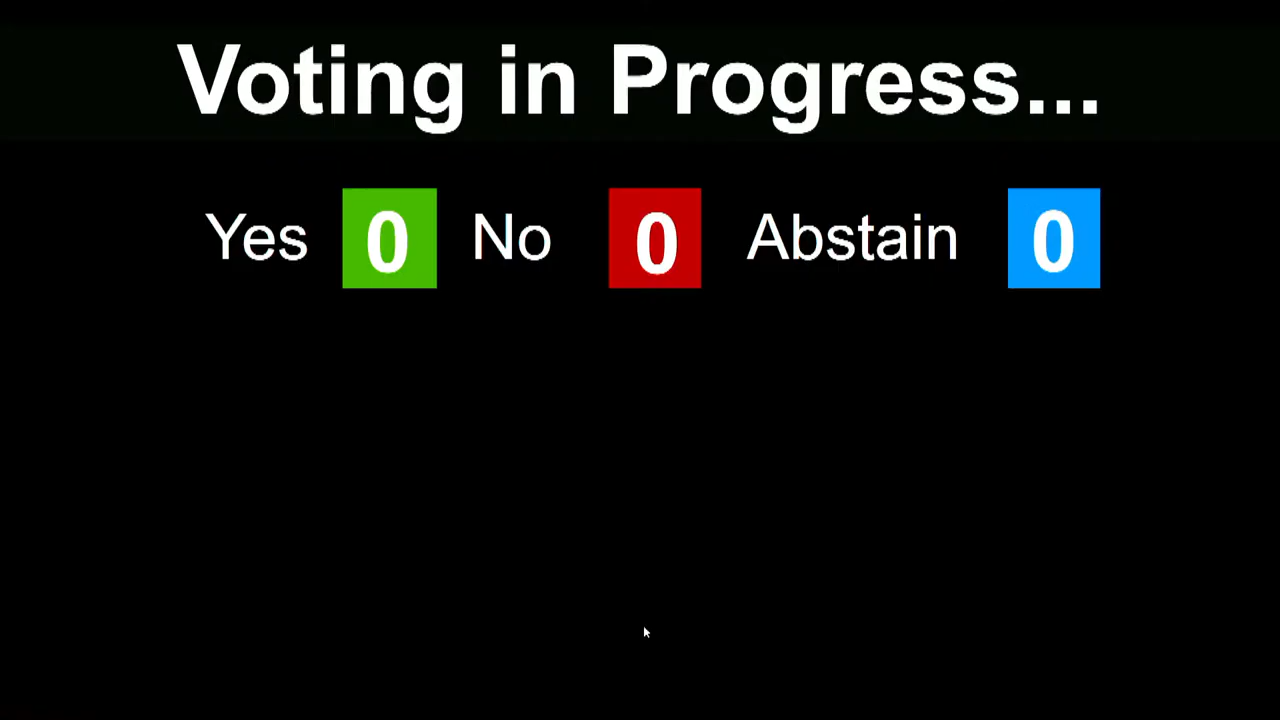 Voting in Progress...
Yes 0 No 0 Abstain 0